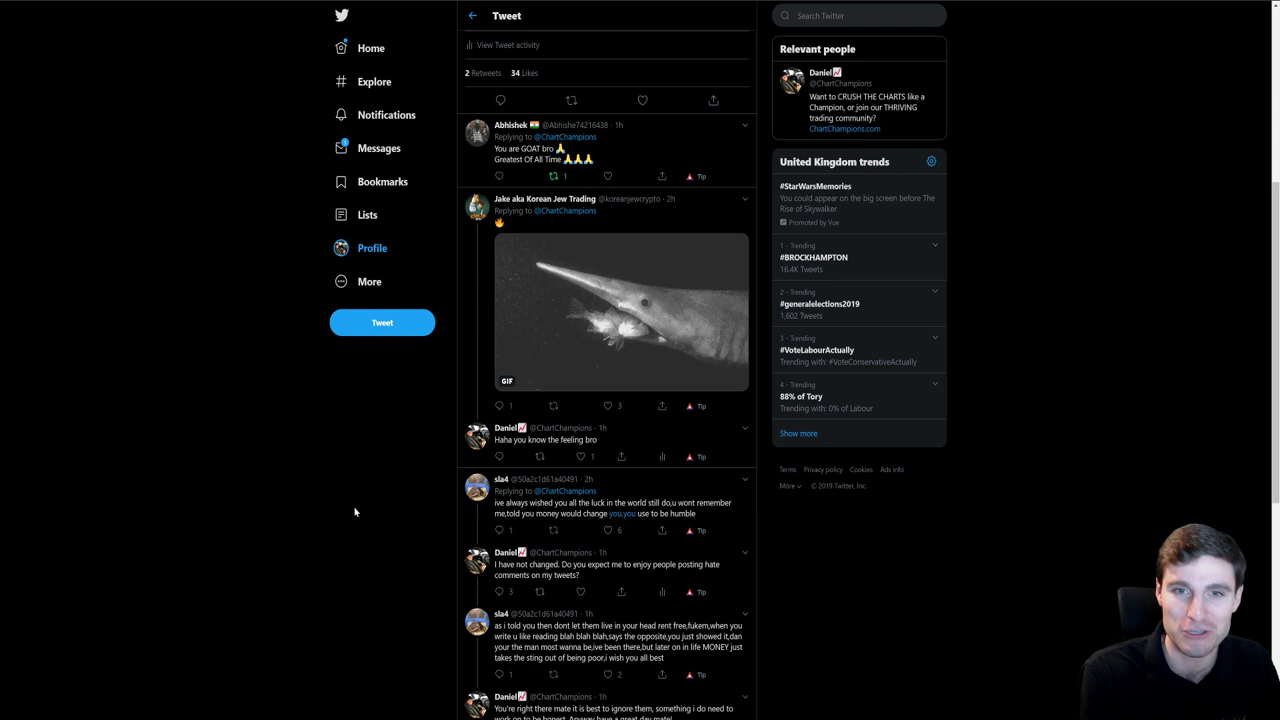 Home
Explore
Notifications
1
Messages
Bookmarks
Lists
Profile
More
Tweet
Tweet
View Tweet activity
2 Retweets 34 Likes
Abhishek 🇮🇳 @Abhishe74216438 · 1h
Replying to @ChartChampions
You are GOAT bro 🙏
Greatest Of All Time 🙏🙏🙏
1 Tip
Jake aka Korean Jew Trading @koreanjewcrypto · 2h
Replying to @ChartChampions
🔥
GIF
1 3 Tip
Daniel📈 @ChartChampions · 1h
Haha you know the feeling bro
1 Tip
sla4 @50a2c1d61a40491 · 2h
Replying to @ChartChampions
ive always wished you all the luck in the world still do,u wont remember
me,told you money would change you.you use to be humble
1 6 Tip
Daniel📈 @ChartChampions · 1h
I have not changed. Do you expect me to enjoy people posting hate
comments on my tweets?
3 Tip
sla4 @50a2c1d61a40491 · 1h
as i told you then dont let them live in your head rent free,fukem,when you
write u like reading blah blah blah,says the opposite,you just showed it,dan
your the man most wanna be,ive been there,but later on in life MONEY just
takes the sting out of being poor,i wish you all best
1 2 Tip
Daniel📈 @ChartChampions · 1h
You're right there mate it is best to ignore them, something i do need to
work on to be honest. Anyway have a great day mate!
Search Twitter
Relevant people
Daniel📈
@ChartChampions
Want to CRUSH THE CHARTS like a
Champion, or join our THRIVING
trading community?
ChartChampions.com
United Kingdom trends
#StarWarsMemories
You could appear on the big screen before The
Rise of Skywalker
Promoted by Vue
1 · Trending
#BROCKHAMPTON
16.4K Tweets
2 · Trending
#generalelections2019
1,602 Tweets
3 · Trending
#VoteLabourActually
Trending with: #VoteConservativeActually
4 · Trending
88% of Tory
Trending with: 0% of Labour
Show more
Terms Privacy policy Cookies Ads info
More © 2019 Twitter, Inc.